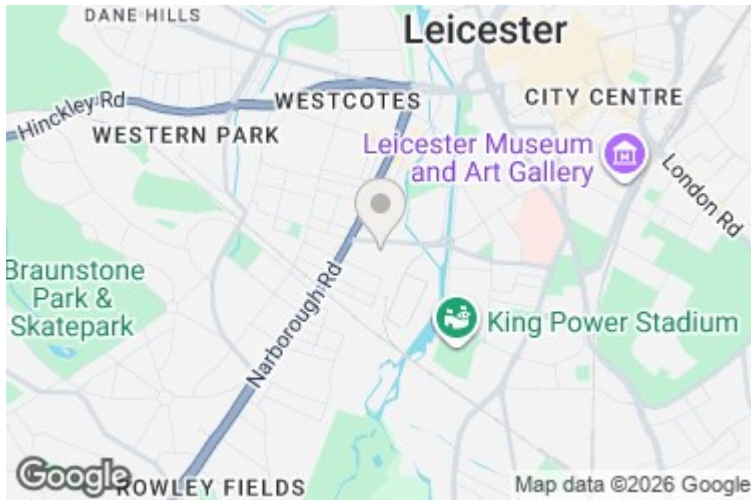 DANE HILLS
Leicester
Hinckley Rd
WESTCOTES
CITY CENTRE
WESTERN PARK
Leicester Museum
and Art Gallery
London Rd
Braunstone
Park &
Skatepark
Narborough Rd
King Power Stadium
Google
ROWLEY FIELDS
Map data ©2026 Google